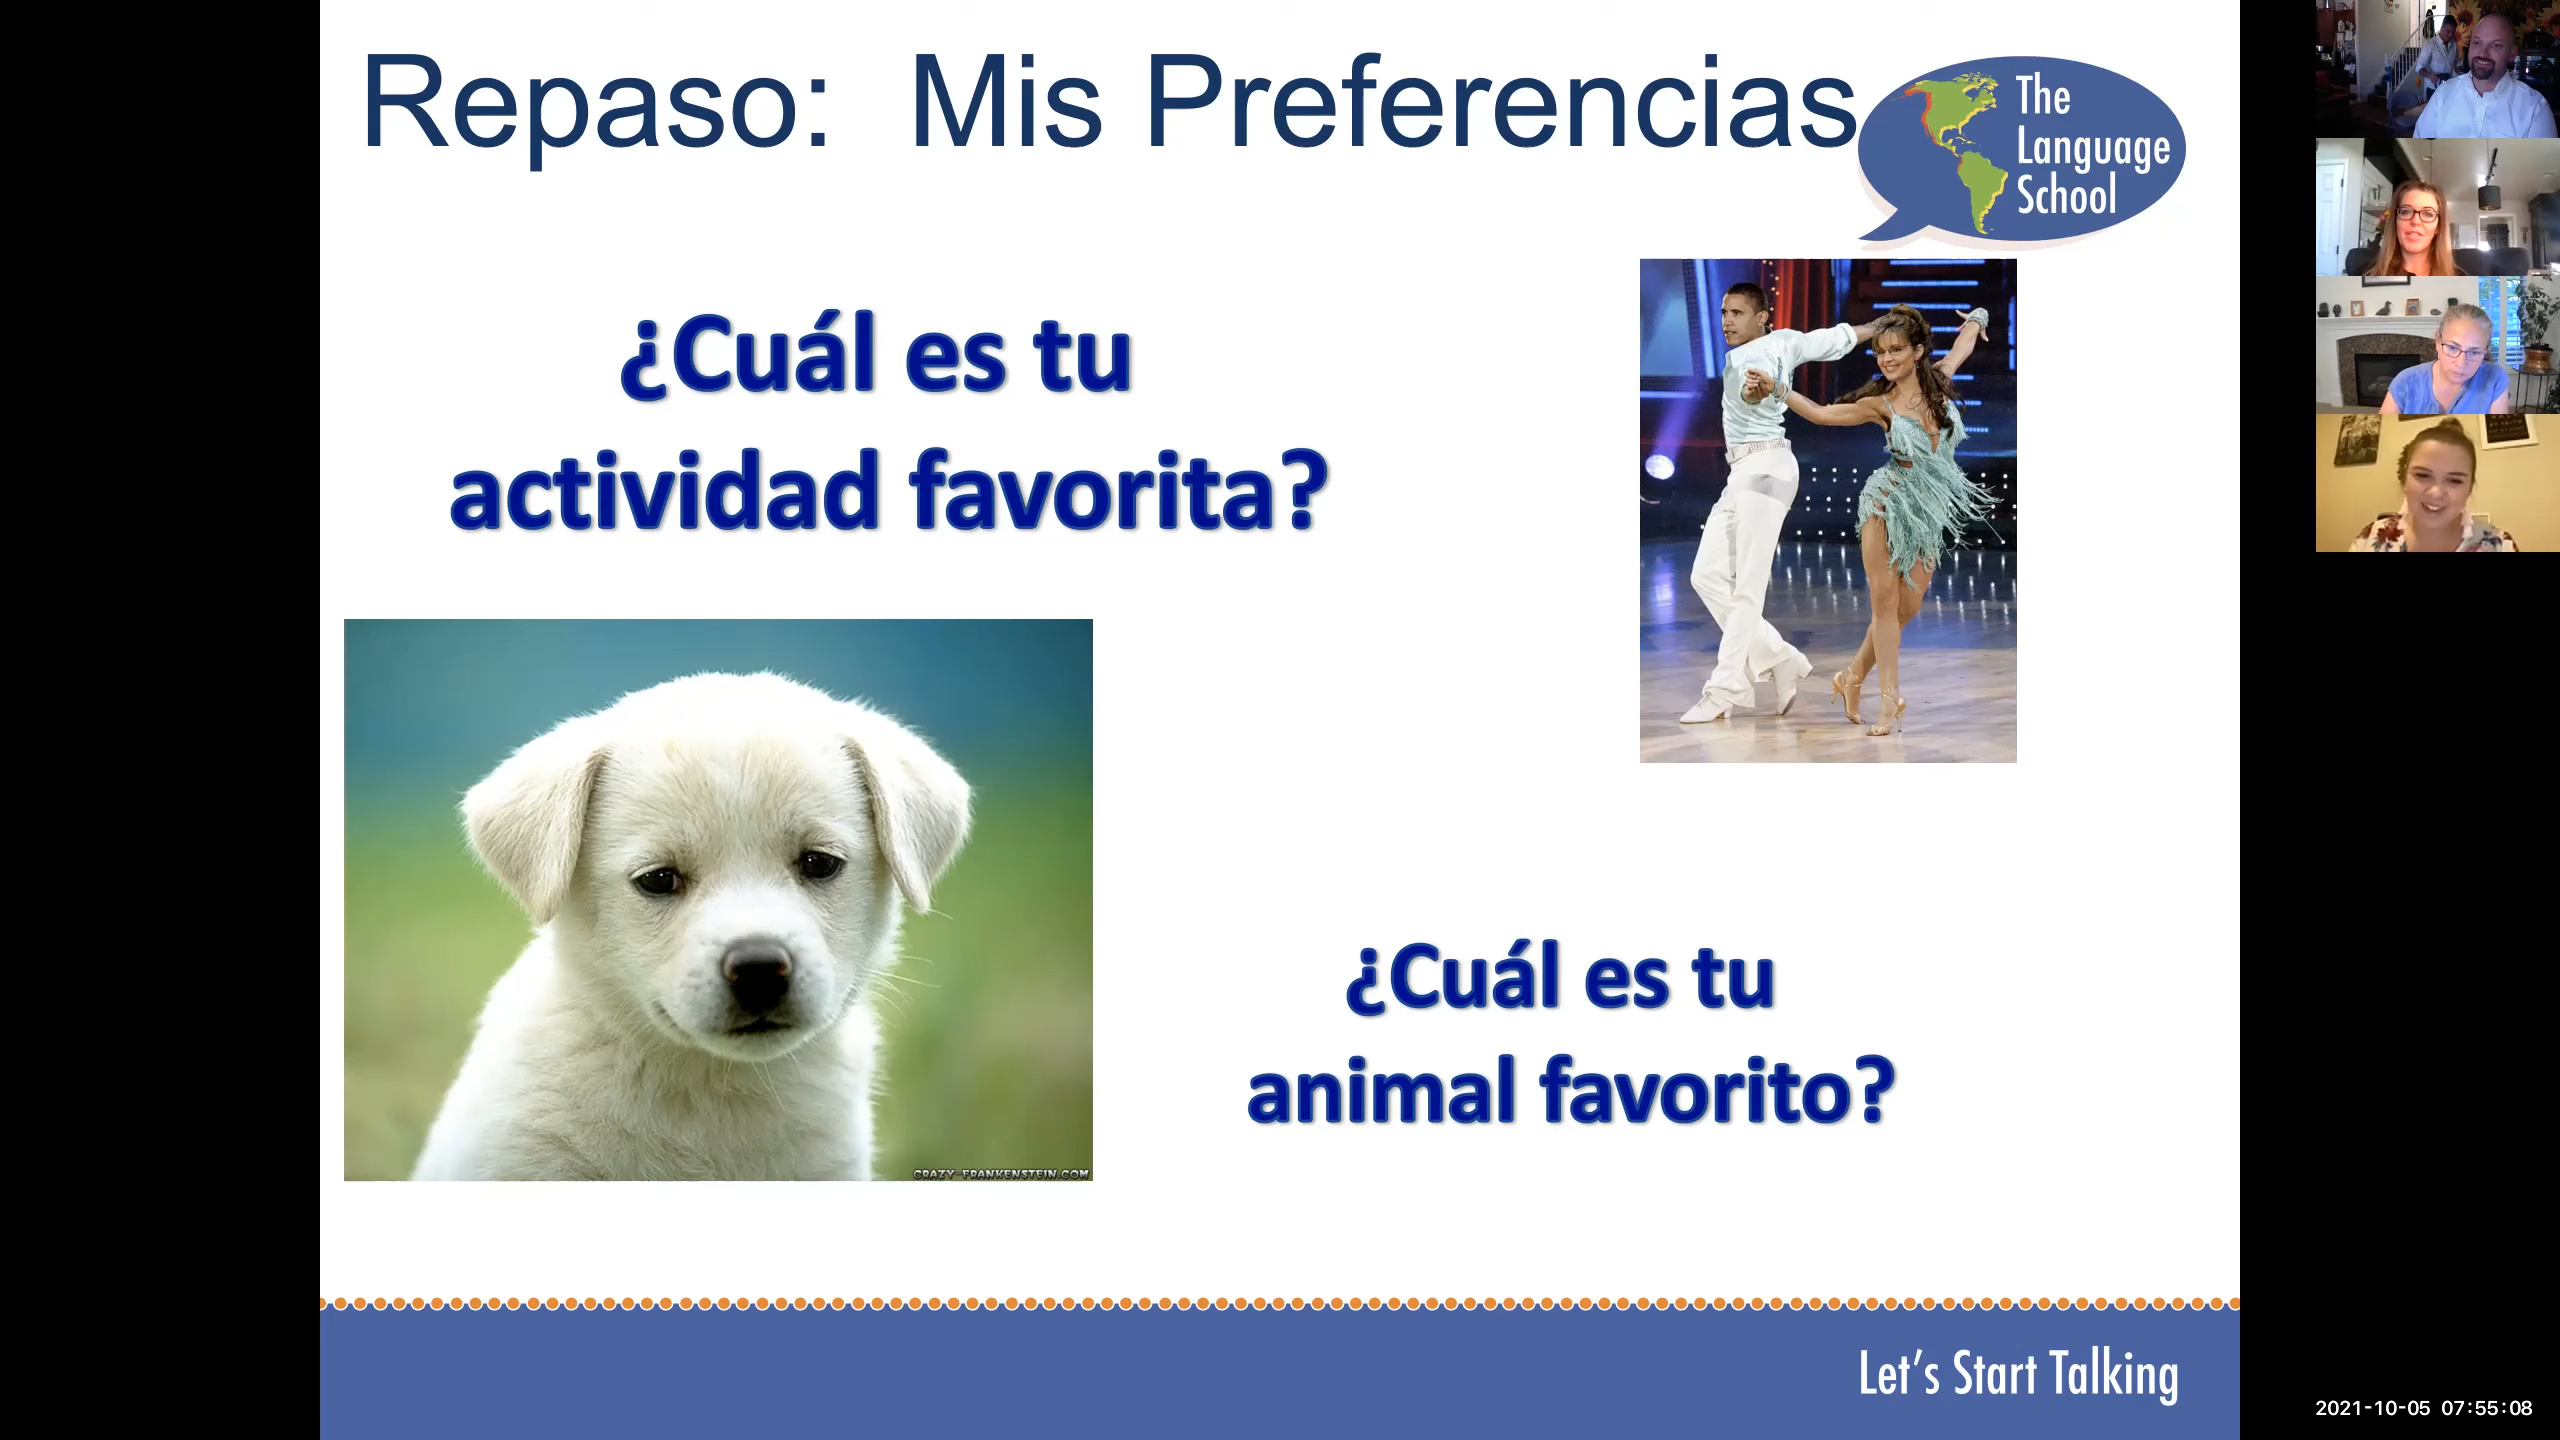 Repaso:  Mis Preferencias
The
Language
School
¿Cuál es tu
actividad favorita?
¿Cuál es tu
animal favorito?
CRAZY-FRANKENSTEIN.COM
Let's Start Talking
2021-10-05 07:55:08